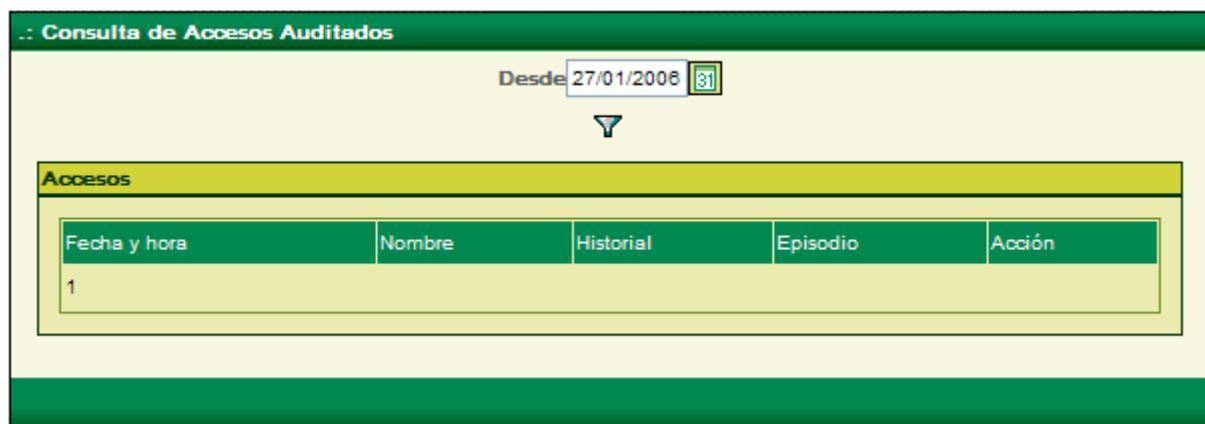 .: Consulta de Accesos Auditados
Desde 27/01/2006 31
Accesos
Fecha y hora Nombre Historial Episodio Acción
1